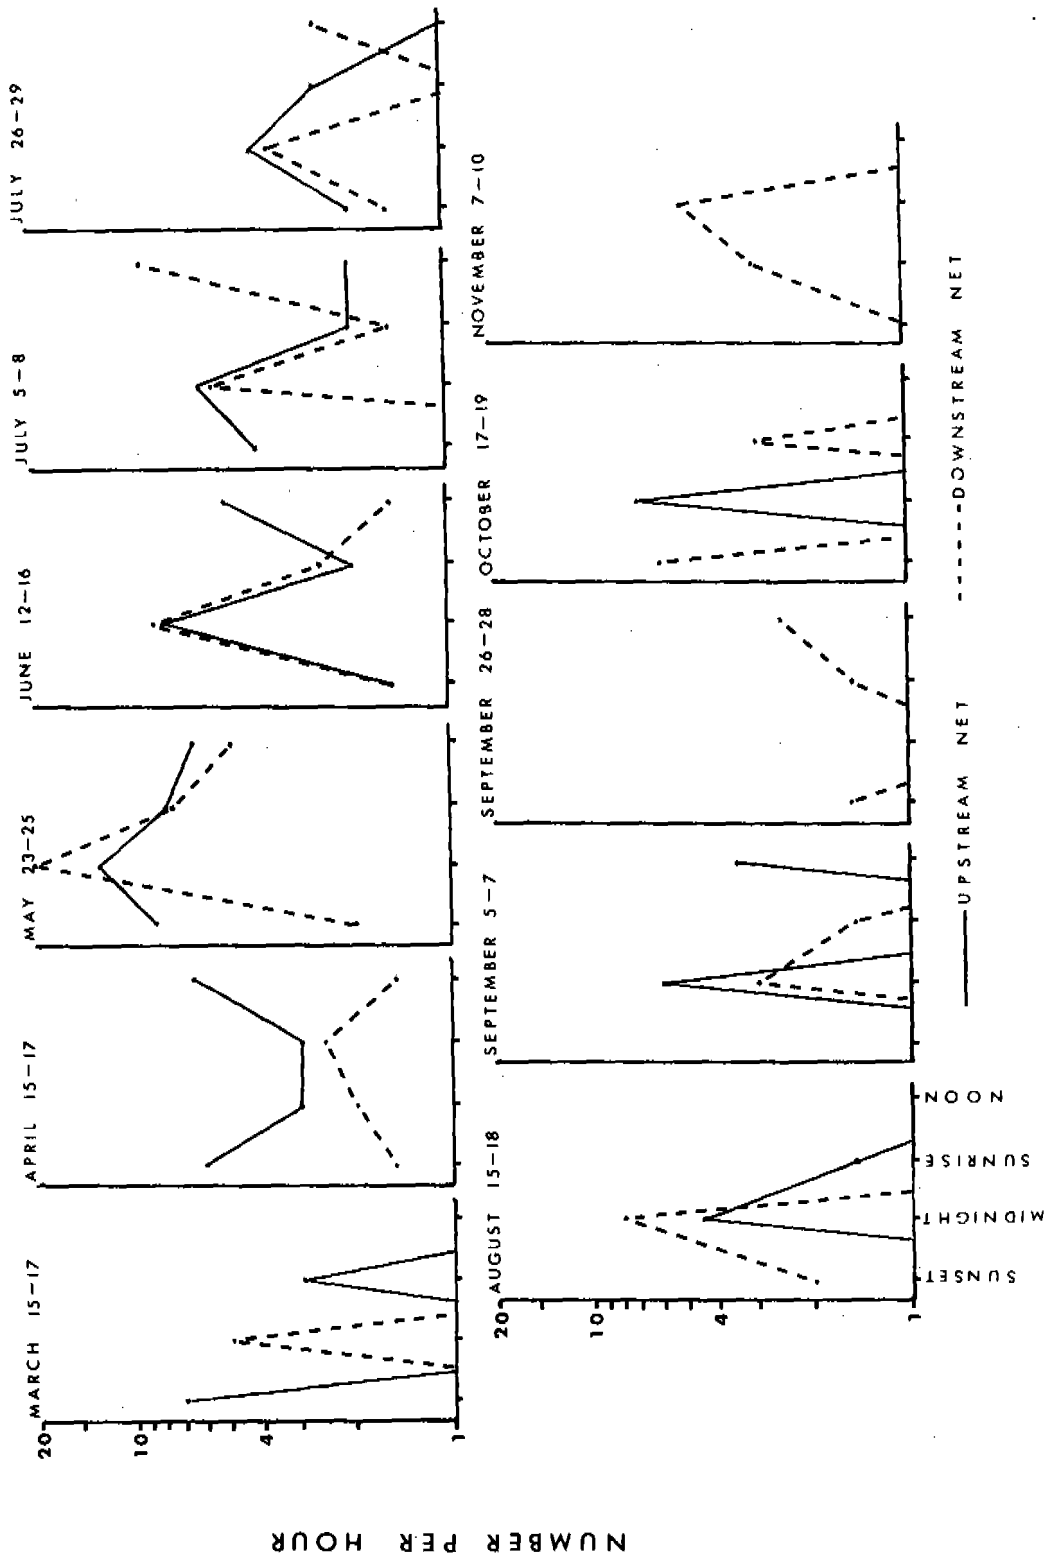 NUMBER PER HOUR
MARCH 15-17
APRIL 15-17
MAY 23-25
JUNE 12-16
JULY 5-8
JULY 26-29
20
10
4
1
AUGUST 15-18
SEPTEMBER 5-7
SEPTEMBER 26-28
OCTOBER 17-19
NOVEMBER 7-10
20
10
4
1
SUNSET
MIDNIGHT
SUNRISE
NOON
UPSTREAM NET
DOWNSTREAM NET